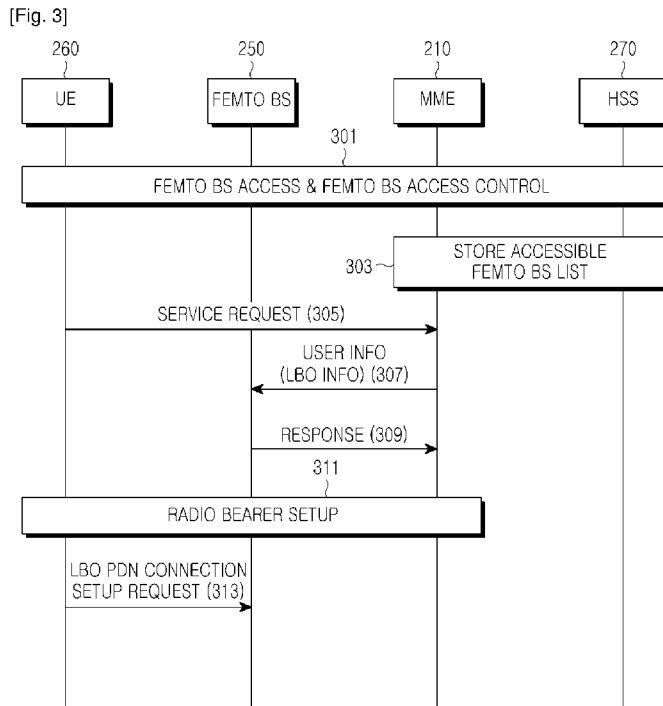 [Fig. 3]
260
250
210
270
UE
FEMTO BS
MME
HSS
301
FEMTO BS ACCESS & FEMTO BS ACCESS CONTROL
303
STORE ACCESSIBLE
FEMTO BS LIST
SERVICE REQUEST (305)
USER INFO
(LBO INFO) (307)
RESPONSE (309)
311
RADIO BEARER SETUP
LBO PDN CONNECTION
SETUP REQUEST (313)